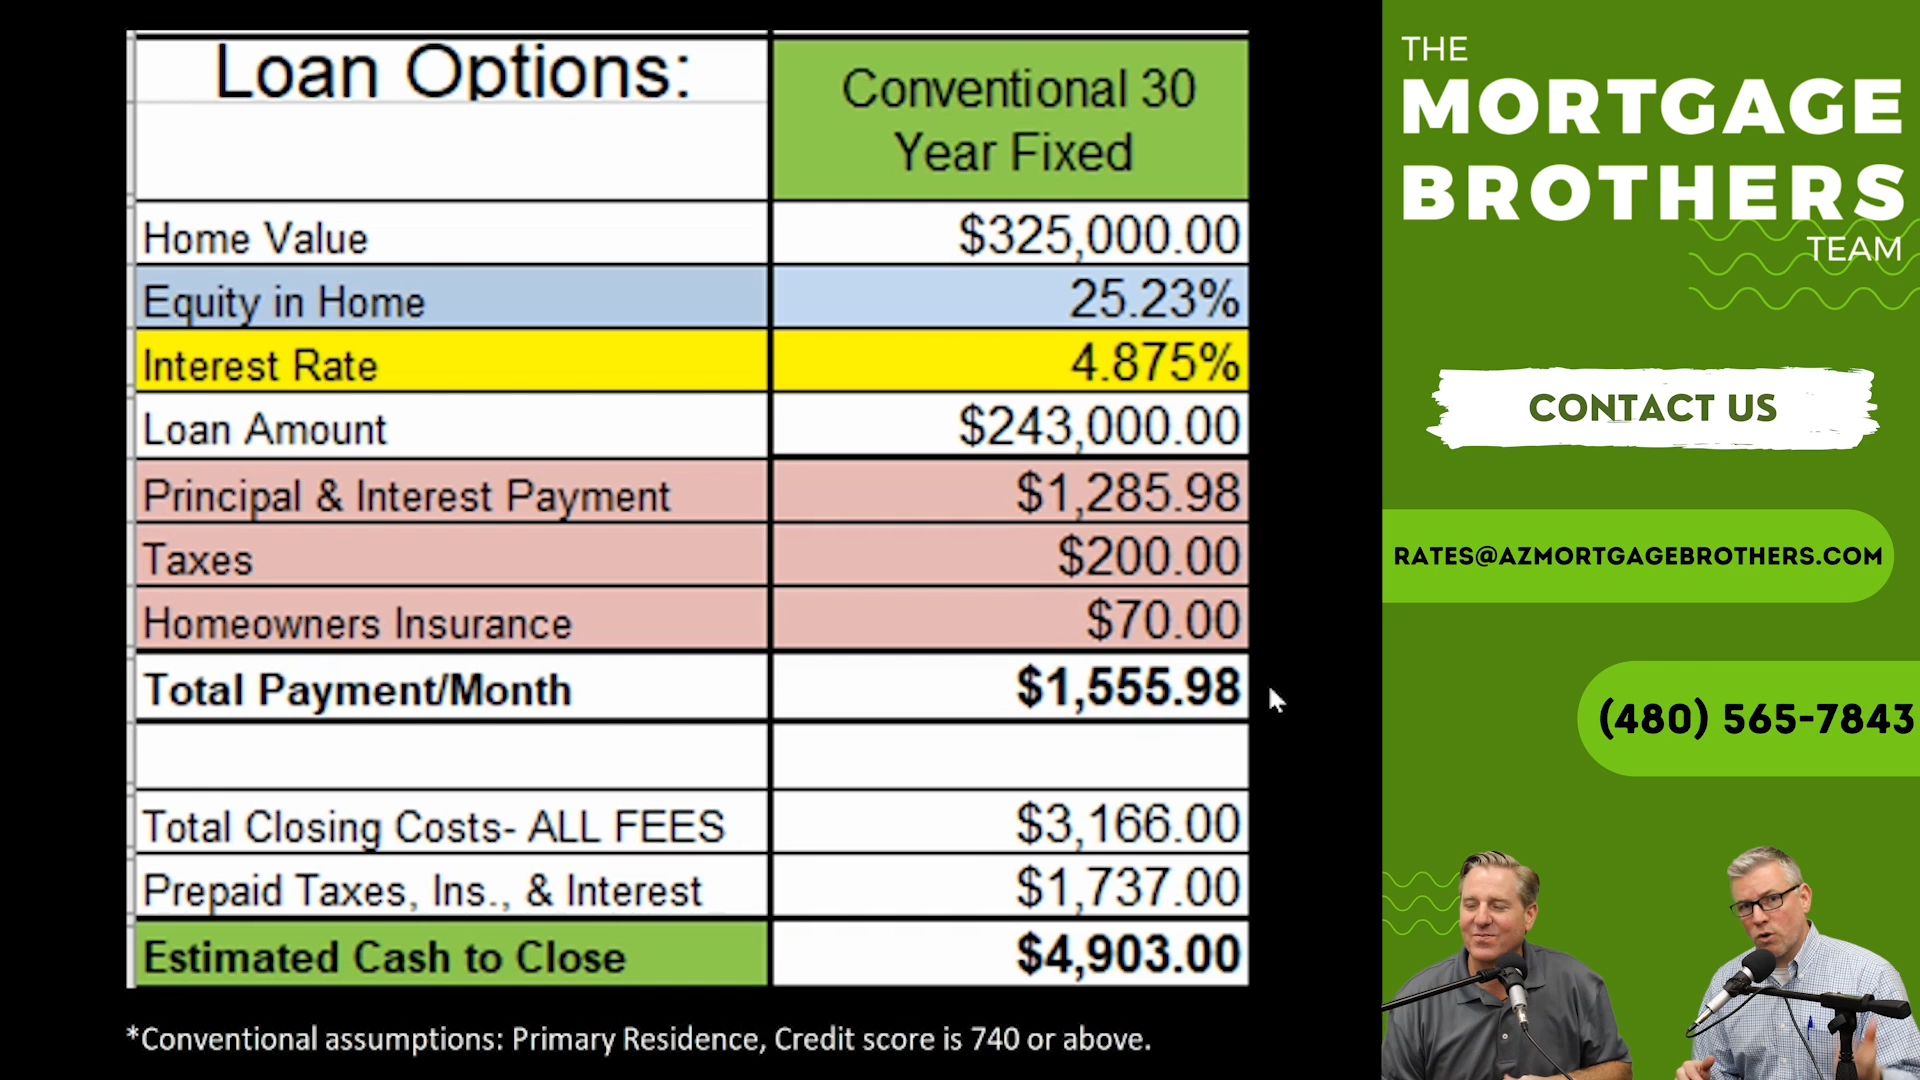 Loan Options:
Conventional 30
Year Fixed
Home Value $325,000.00
Equity in Home 25.23%
Interest Rate 4.875%
Loan Amount $243,000.00
Principal & Interest Payment $1,285.98
Taxes $200.00
Homeowners Insurance $70.00
Total Payment/Month $1,555.98
Total Closing Costs- ALL FEES $3,166.00
Prepaid Taxes, Ins., & Interest $1,737.00
Estimated Cash to Close $4,903.00
*Conventional assumptions: Primary Residence, Credit score is 740 or above.
THE
MORTGAGE
BROTHERS
TEAM
CONTACT US
RATES@AZMORTGAGEBROTHERS.COM
(480) 565-7843